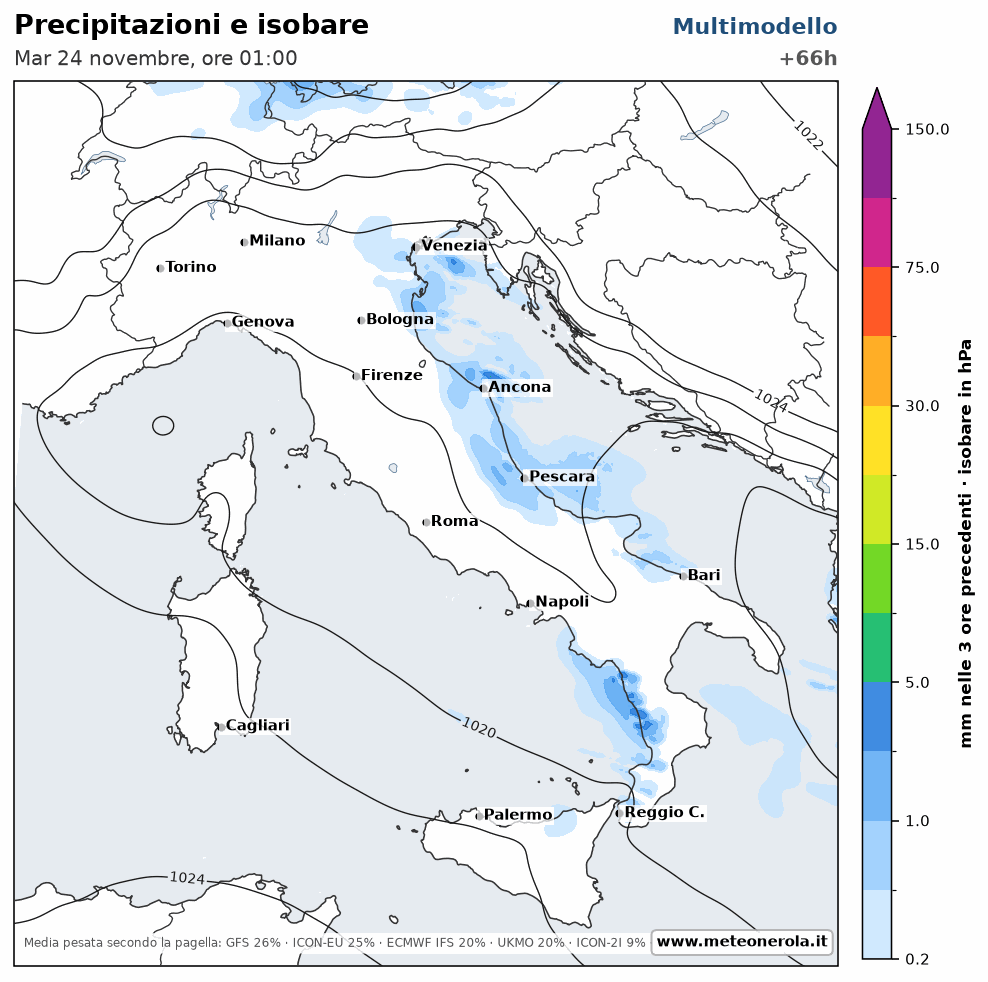 Precipitazioni e isobare
Multimodello
Mar 24 novembre, ore 01:00
+66h
1022
150.0
Venezia
Milano
Torino
75.0
Bologna
Genova
Firenze
Ancona
1024
30.0
Pescara
Roma
15.0
Bari
Napoli
5.0
Cagliari
1020
Palermo
Reggio C.
1.0
1024
0.2
mm nelle 3 ore precedenti · isobare in hPa
Media pesata secondo la pagella: GFS 26% · ICON-EU 25% · ECMWF IFS 20% · UKMO 20% · ICON-2I 9%
www.meteonerola.it